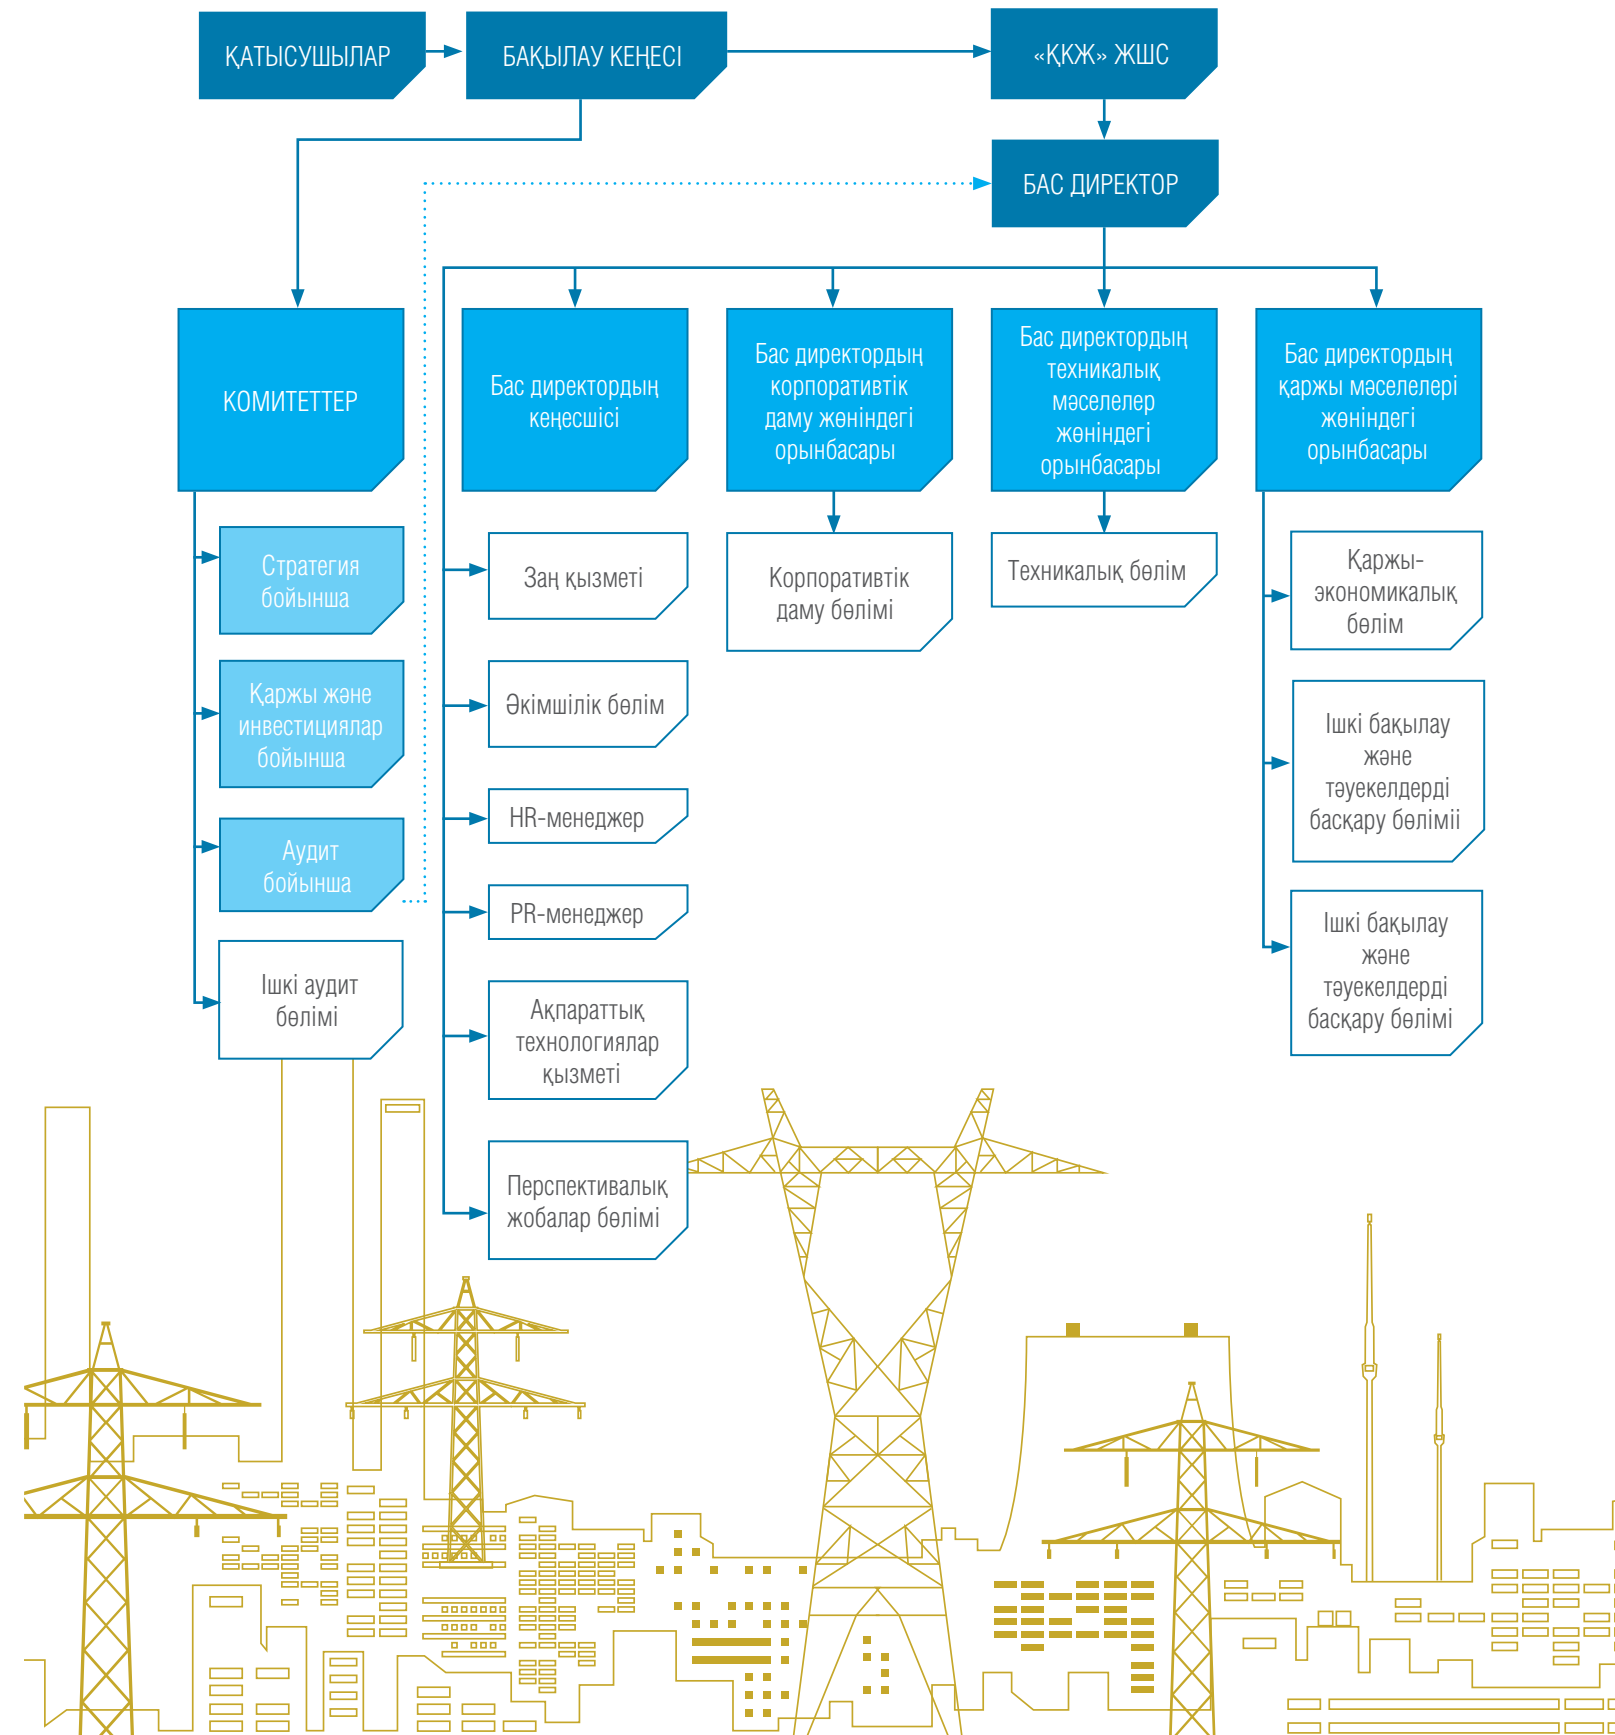 ҚАТЫСУШЫЛАР
БАҚЫЛАУ КЕҢЕСІ
«ҚКЖ» ЖШС
БАС ДИРЕКТОР
КОМИТЕТТЕР
Стратегия
бойынша
Қаржы және
инвестициялар
бойынша
Аудит
бойынша
Ішкі аудит
бөлімі
Бас директордың
кеңесшісі
Заң қызметі
Әкімшілік бөлім
HR-менеджер
PR-менеджер
Ақпараттық
технологиялар
қызметі
Перспективалық
жобалар бөлімі
Бас директордың
корпоративтік
даму жөніндегі
орынбасары
Корпоративтік
даму бөлімі
Бас директордың
техникалық
мәселелер
жөніндегі
орынбасары
Техникалық бөлім
Бас директордың
қаржы мәселелері
жөніндегі
орынбасары
Қаржы-
экономикалық
бөлім
Ішкі бақылау
және
тәуекелдерді
басқару бөліміі
Ішкі бақылау
және
тәуекелдерді
басқару бөлімі